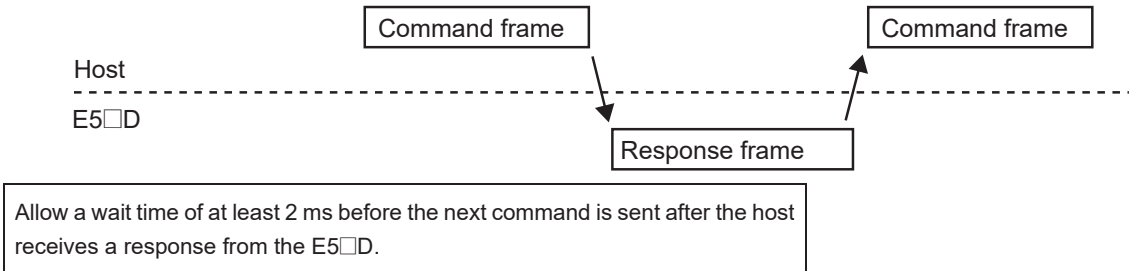 Command frame
Command frame
Host
E5□D
Response frame
Allow a wait time of at least 2 ms before the next command is sent after the host
receives a response from the E5□D.